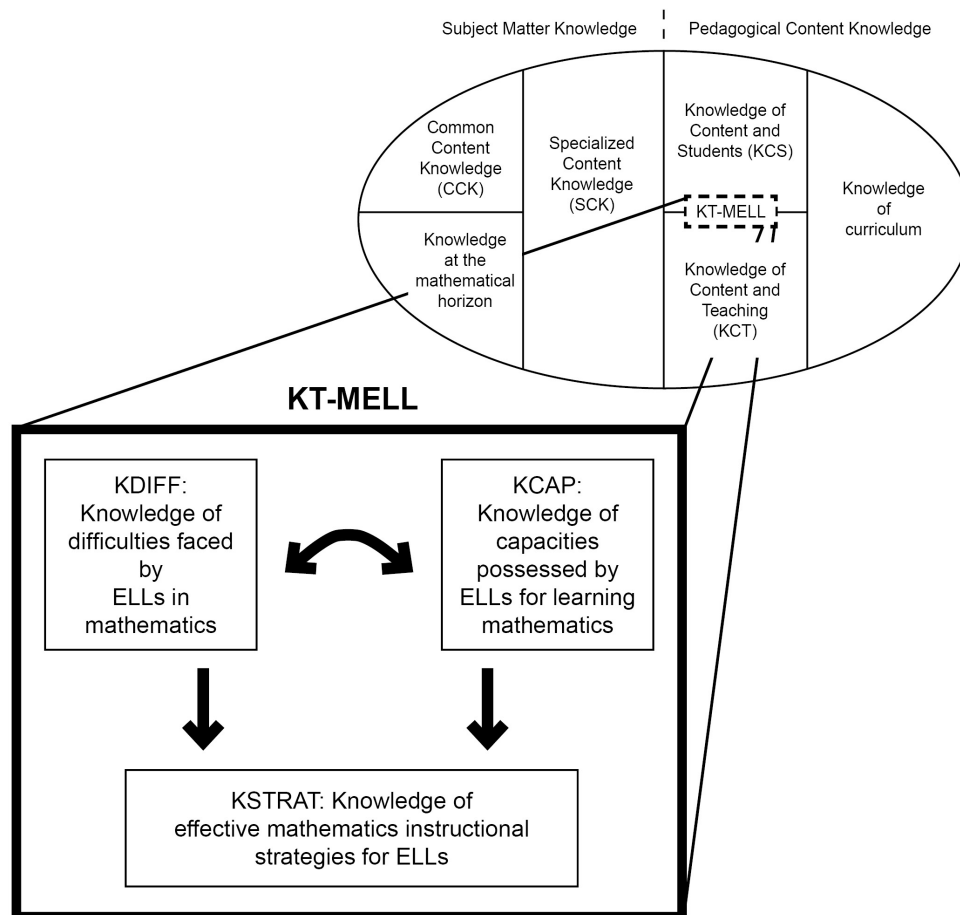 Subject Matter Knowledge
Pedagogical Content Knowledge
Common
Content
Knowledge
(CCK)
Specialized
Content
Knowledge
(SCK)
Knowledge of
Content and
Students (KCS)
Knowledge
of
curriculum
KT-MELL
Knowledge
at the
mathematical
horizon
Knowledge of
Content and
Teaching
(KCT)
KT-MELL
KDIFF:
Knowledge of
difficulties faced
by
ELLs in
mathematics
KCAP:
Knowledge of
capacities
possessed by
ELLs for learning
mathematics
KSTRAT: Knowledge of
effective mathematics instructional
strategies for ELLs